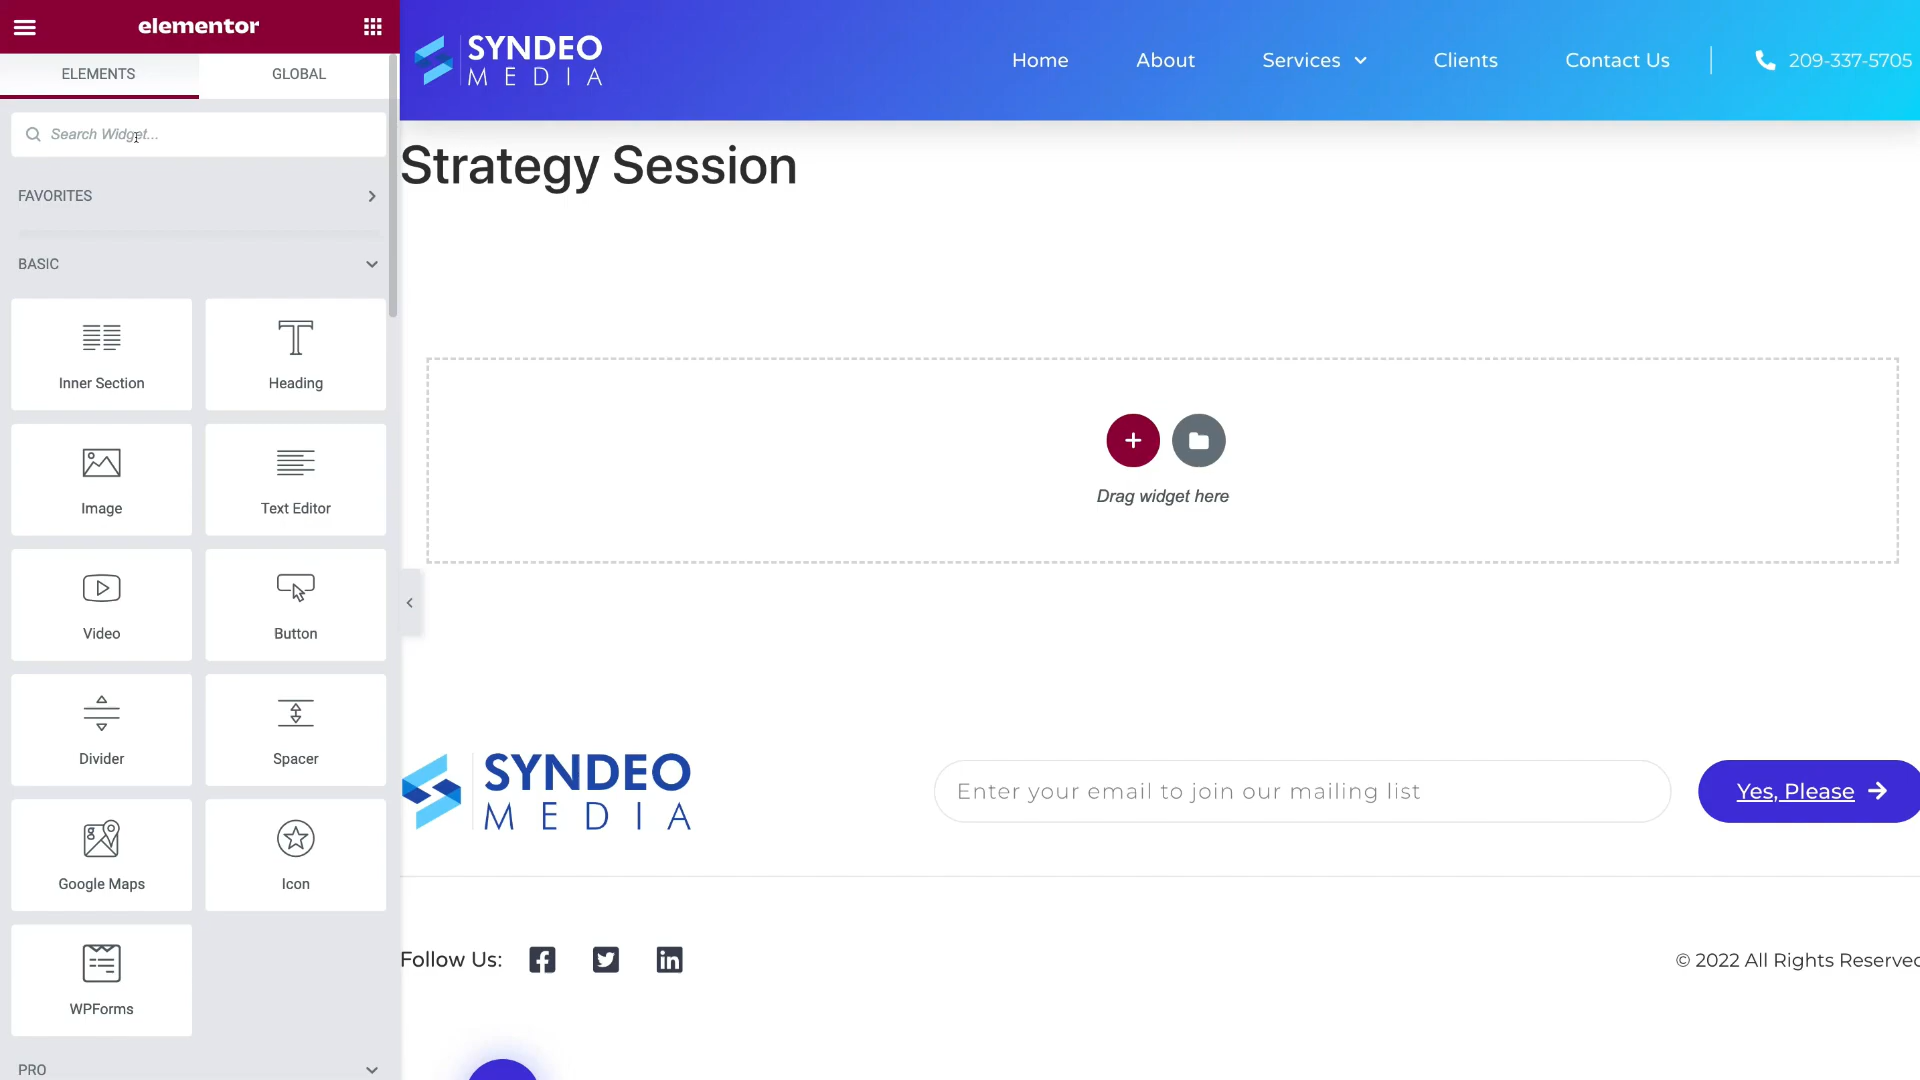 elementor
ELEMENTS
GLOBAL
Search Widget...
FAVORITES
BASIC
Inner Section
Heading
Image
Text Editor
Video
Button
Divider
Spacer
Google Maps
Icon
WPForms
PRO
SYNDEO
MEDIA
Home
About
Services
Clients
Contact Us
209-337-5705
Strategy Session
Drag widget here
SYNDEO
MEDIA
Enter your email to join our mailing list
Yes, Please
Follow Us:
© 2022 All Rights Reserved